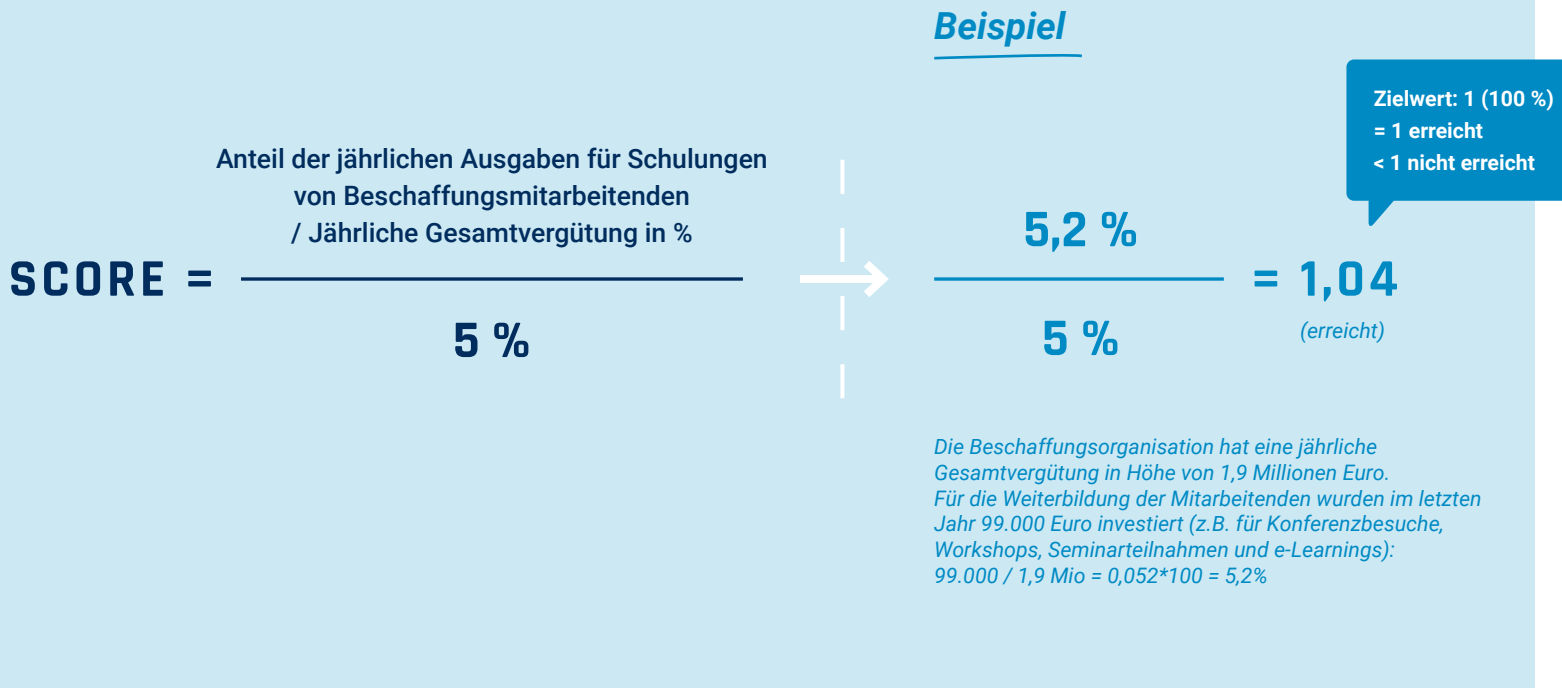 Beispiel
Zielwert: 1 (100 %)
= 1 erreicht
< 1 nicht erreicht
Anteil der jährlichen Ausgaben für Schulungen
von Beschaffungsmitarbeitenden
/ Jährliche Gesamtvergütung in %
SCORE =
5 %
5,2 %
5 %
= 1,04
(erreicht)
Die Beschaffungsorganisation hat eine jährliche
Gesamtvergütung in Höhe von 1,9 Millionen Euro.
Für die Weiterbildung der Mitarbeitenden wurden im letzten
Jahr 99.000 Euro investiert (z.B. für Konferenzbesuche,
Workshops, Seminarteilnahmen und e-Learnings):
99.000 / 1,9 Mio = 0,052*100 = 5,2%